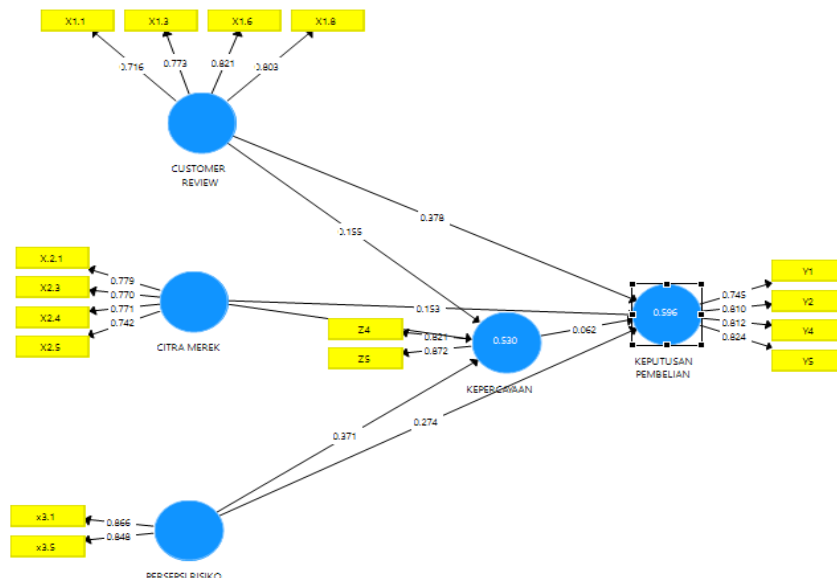 X1.1
X1.3
X1.6
X1.8
0.716
0.773
0.821
0.803
CUSTOMER
REVIEW
0.378
0.155
X.2.1
X2.3
X2.4
X2.5
0.779
0.770
0.771
0.742
CITRA MEREK
0.153
Z4
Z5
0.821
0.872
0.530
KEPERCAYAAN
0.062
0.596
KEPUTUSAN
PEMBELIAN
0.745
0.810
0.812
0.824
Y1
Y2
Y4
Y5
0.371
0.274
x3.1
x3.5
0.866
0.848
PERSEPSI RISIKO